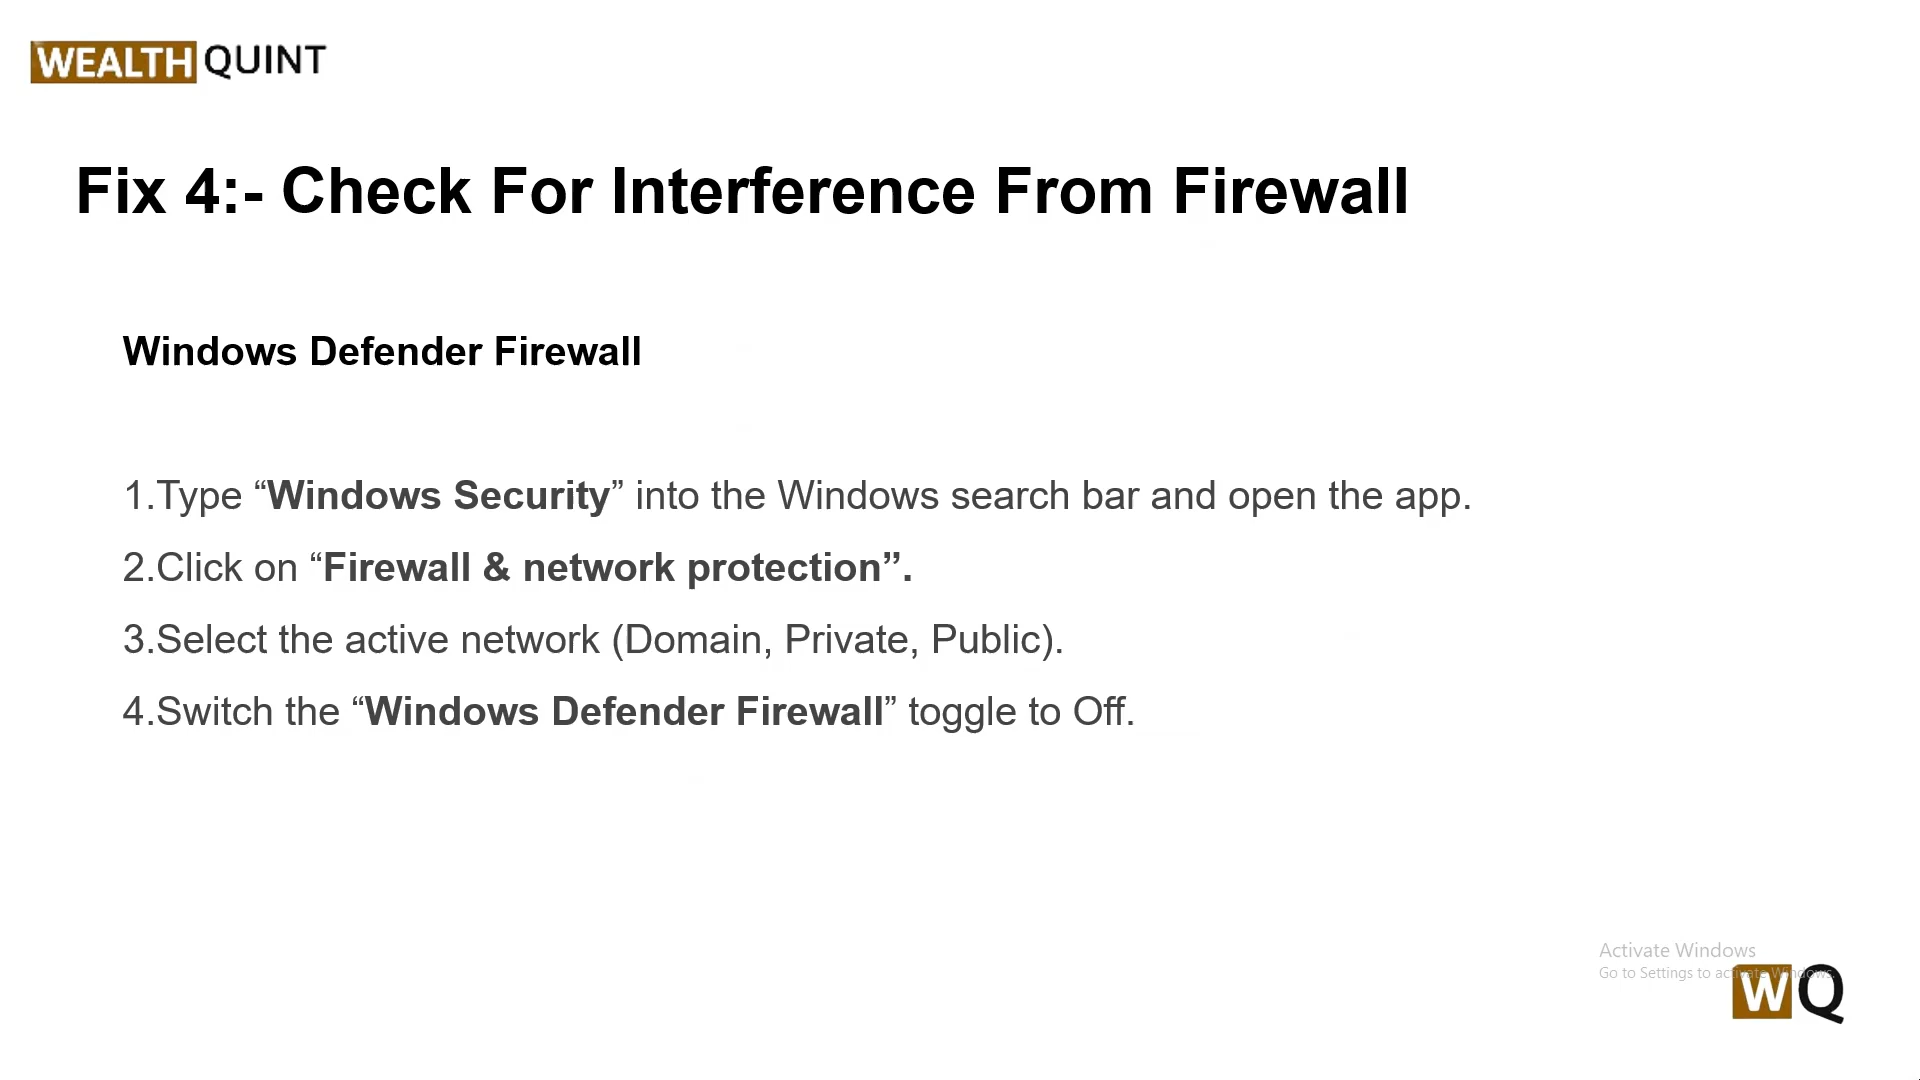 WEALTH QUINT
Fix 4:- Check For Interference From Firewall
Windows Defender Firewall
1.Type “Windows Security” into the Windows search bar and open the app.
2.Click on “Firewall & network protection”.
3.Select the active network (Domain, Private, Public).
4.Switch the “Windows Defender Firewall” toggle to Off.
Activate Windows
Go to Settings to activate Windows.
WQ